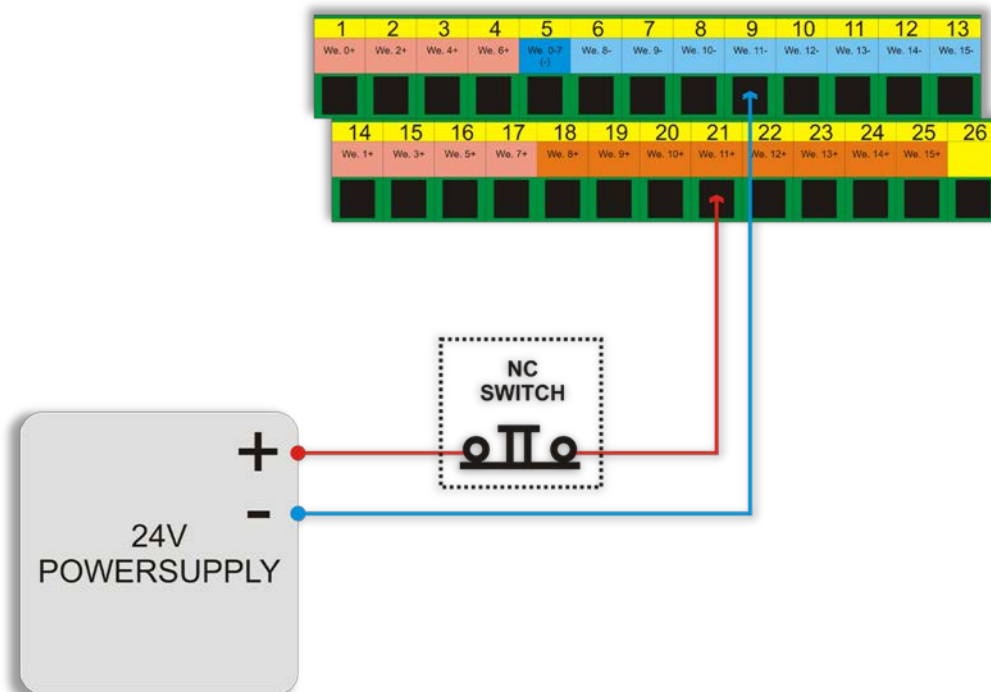 1 2 3 4 5 6 7 8 9 10 11 12 13
We. 0+ We. 2+ We. 4+ We. 6+ We. 0-7 We. 8- We. 9- We. 10- We. 11- We. 12- We. 13- We. 14- We. 15-
(-)
14 15 16 17 18 19 20 21 22 23 24 25 26
We. 1+ We. 3+ We. 5+ We. 7+ We. 8+ We. 9+ We. 10+ We. 11+ We. 12+ We. 13+ We. 14+ We. 15+
NC
SWITCH
+
-
24V
POWERSUPPLY